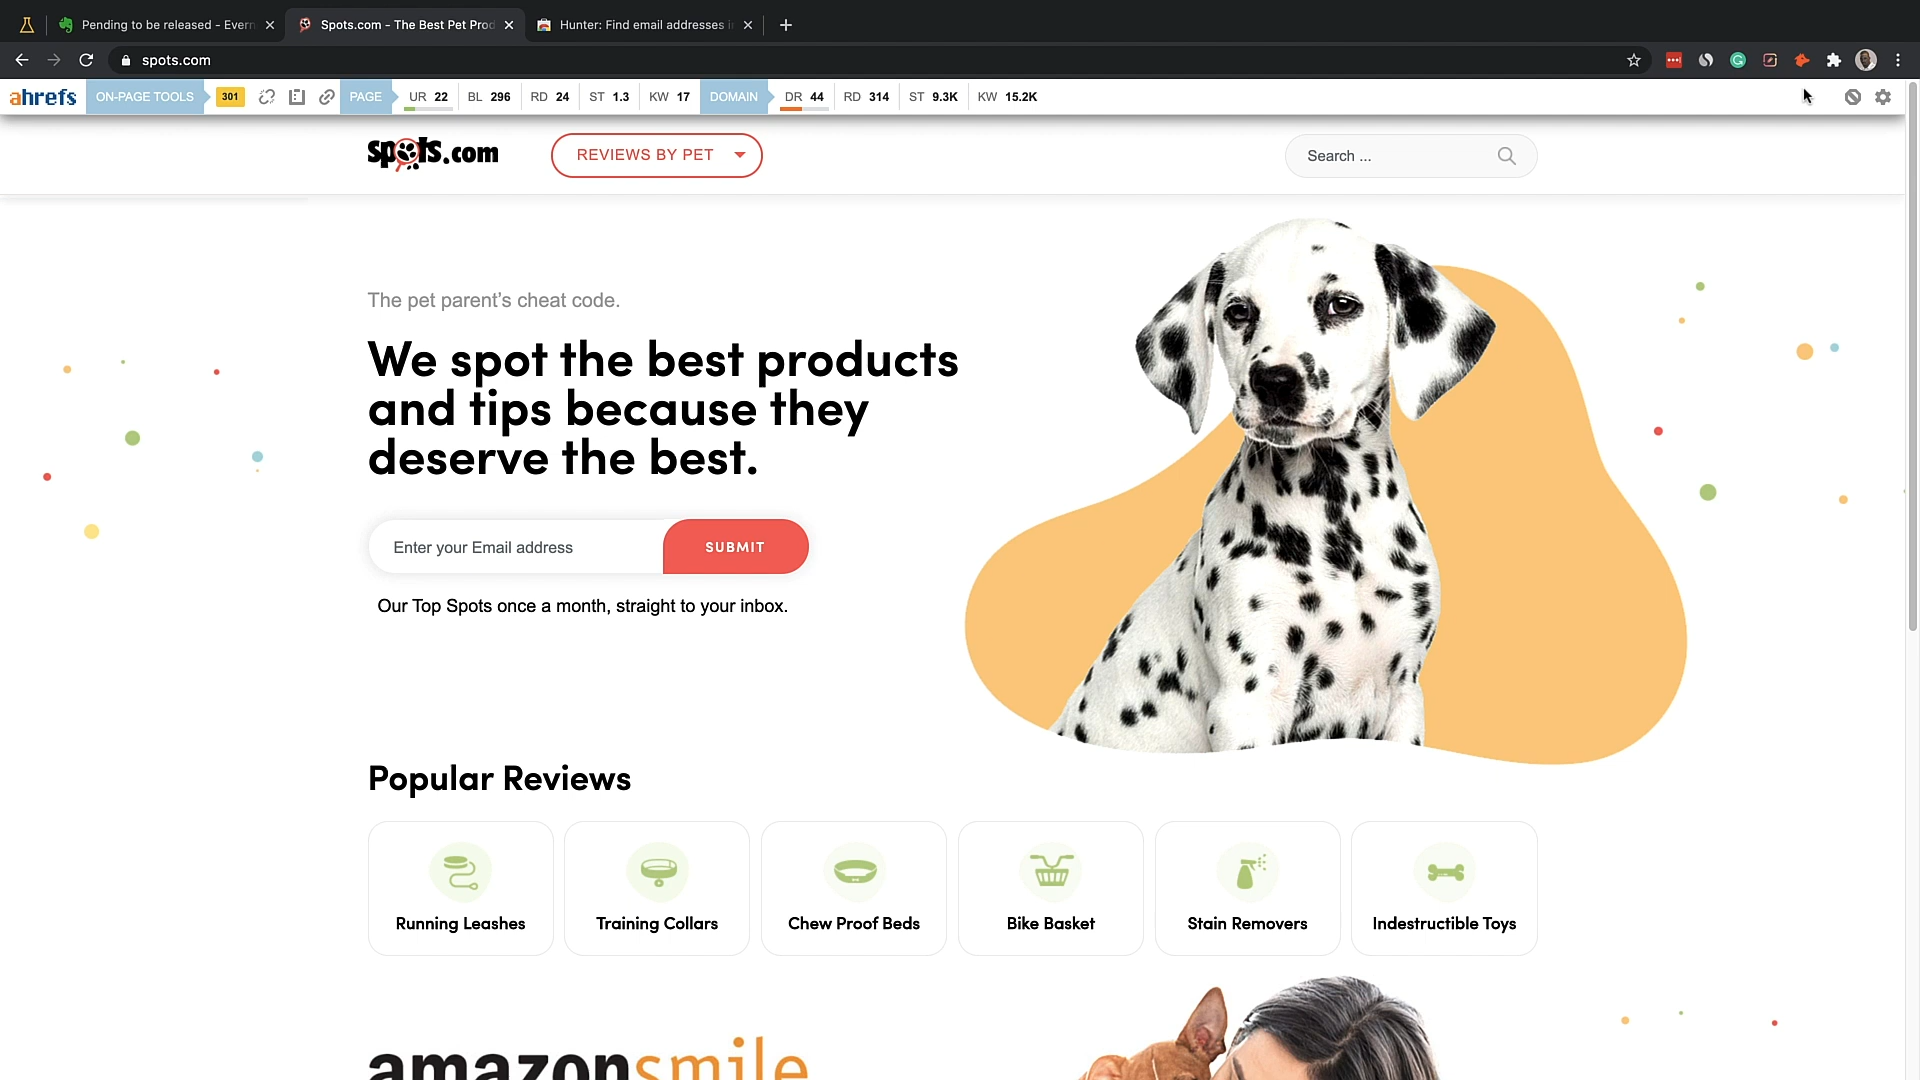 Pending to be released - Evern
Spots.com - The Best Pet Prod
Hunter: Find email addresses in
spots.com
ahrefs ON-PAGE TOOLS 301 PAGE UR 22 BL 296 RD 24 ST 1.3 KW 17 DOMAIN DR 44 RD 314 ST 9.3K KW 15.2K
spots.com
REVIEWS BY PET
Search ...
The pet parent’s cheat code.
We spot the best products
and tips because they
deserve the best.
Enter your Email address
SUBMIT
Our Top Spots once a month, straight to your inbox.
Popular Reviews
Running Leashes
Training Collars
Chew Proof Beds
Bike Basket
Stain Removers
Indestructible Toys
amazonsmile